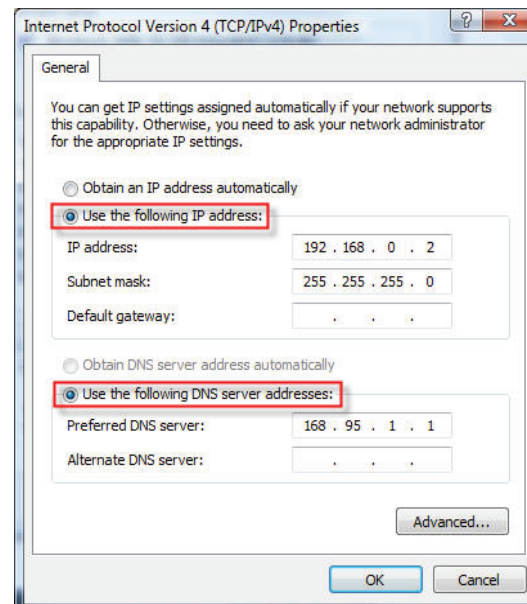 Internet Protocol Version 4 (TCP/IPv4) Properties
General
You can get IP settings assigned automatically if your network supports
this capability. Otherwise, you need to ask your network administrator
for the appropriate IP settings.
Obtain an IP address automatically
Use the following IP address:
IP address: 192 . 168 . 0 . 2
Subnet mask: 255 . 255 . 255 . 0
Default gateway: . . .
Obtain DNS server address automatically
Use the following DNS server addresses:
Preferred DNS server: 168 . 95 . 1 . 1
Alternate DNS server: . . .
Advanced...
OK Cancel